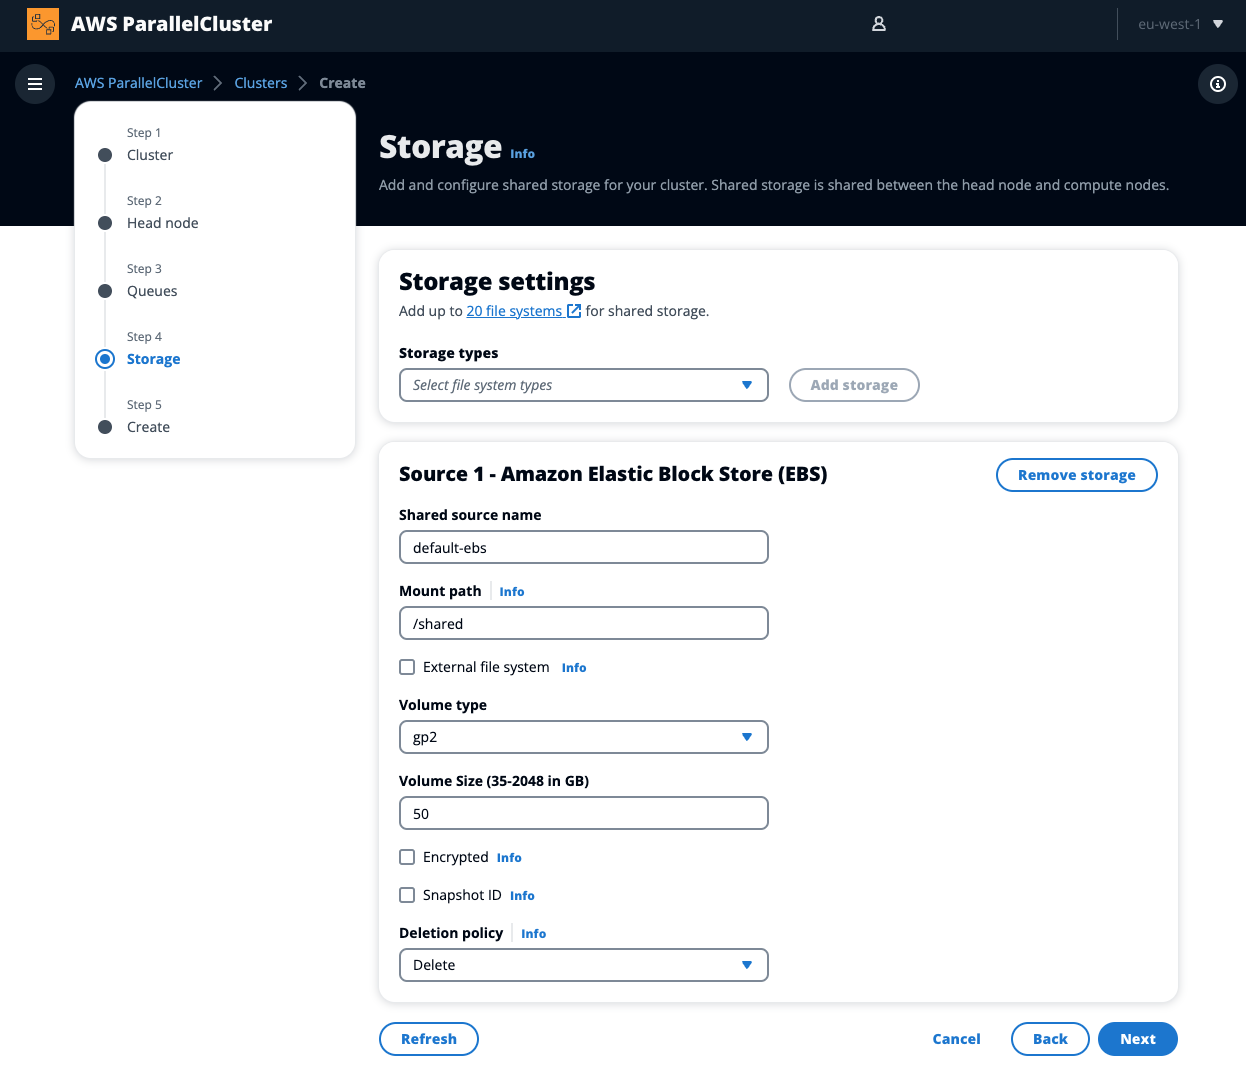 AWS ParallelCluster
eu-west-1
AWS ParallelCluster > Clusters > Create
Step 1
Cluster
Step 2
Head node
Step 3
Queues
Step 4
Storage
Step 5
Create
Storage Info
Add and configure shared storage for your cluster. Shared storage is shared between the head node and compute nodes.
Storage settings
Add up to 20 file systems for shared storage.
Storage types
Select file system types
Add storage
Source 1 - Amazon Elastic Block Store (EBS)
Remove storage
Shared source name
default-ebs
Mount path Info
/shared
External file system Info
Volume type
gp2
Volume Size (35-2048 in GB)
50
Encrypted Info
Snapshot ID Info
Deletion policy Info
Delete
Refresh
Cancel
Back
Next